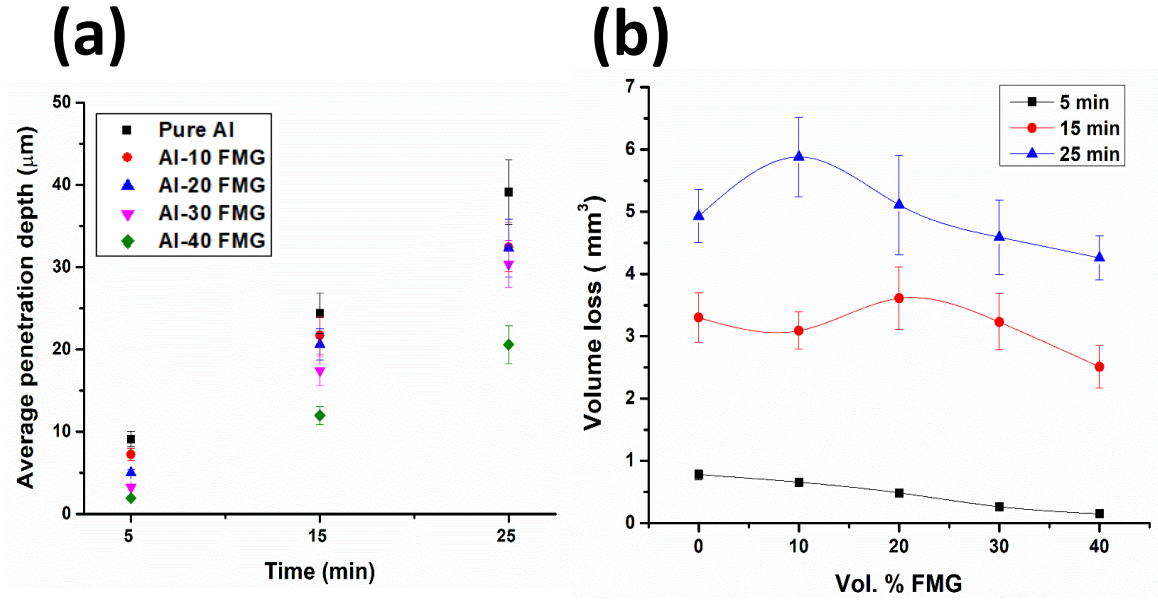 (a)
50
40
30
20
10
0
Average penetration depth (μm)
Pure Al
Al-10 FMG
Al-20 FMG
Al-30 FMG
Al-40 FMG
5 15 25
Time (min)
(b)
7
6
5
4
3
2
1
0
Volume loss ( mm³)
5 min
15 min
25 min
0 10 20 30 40
Vol. % FMG